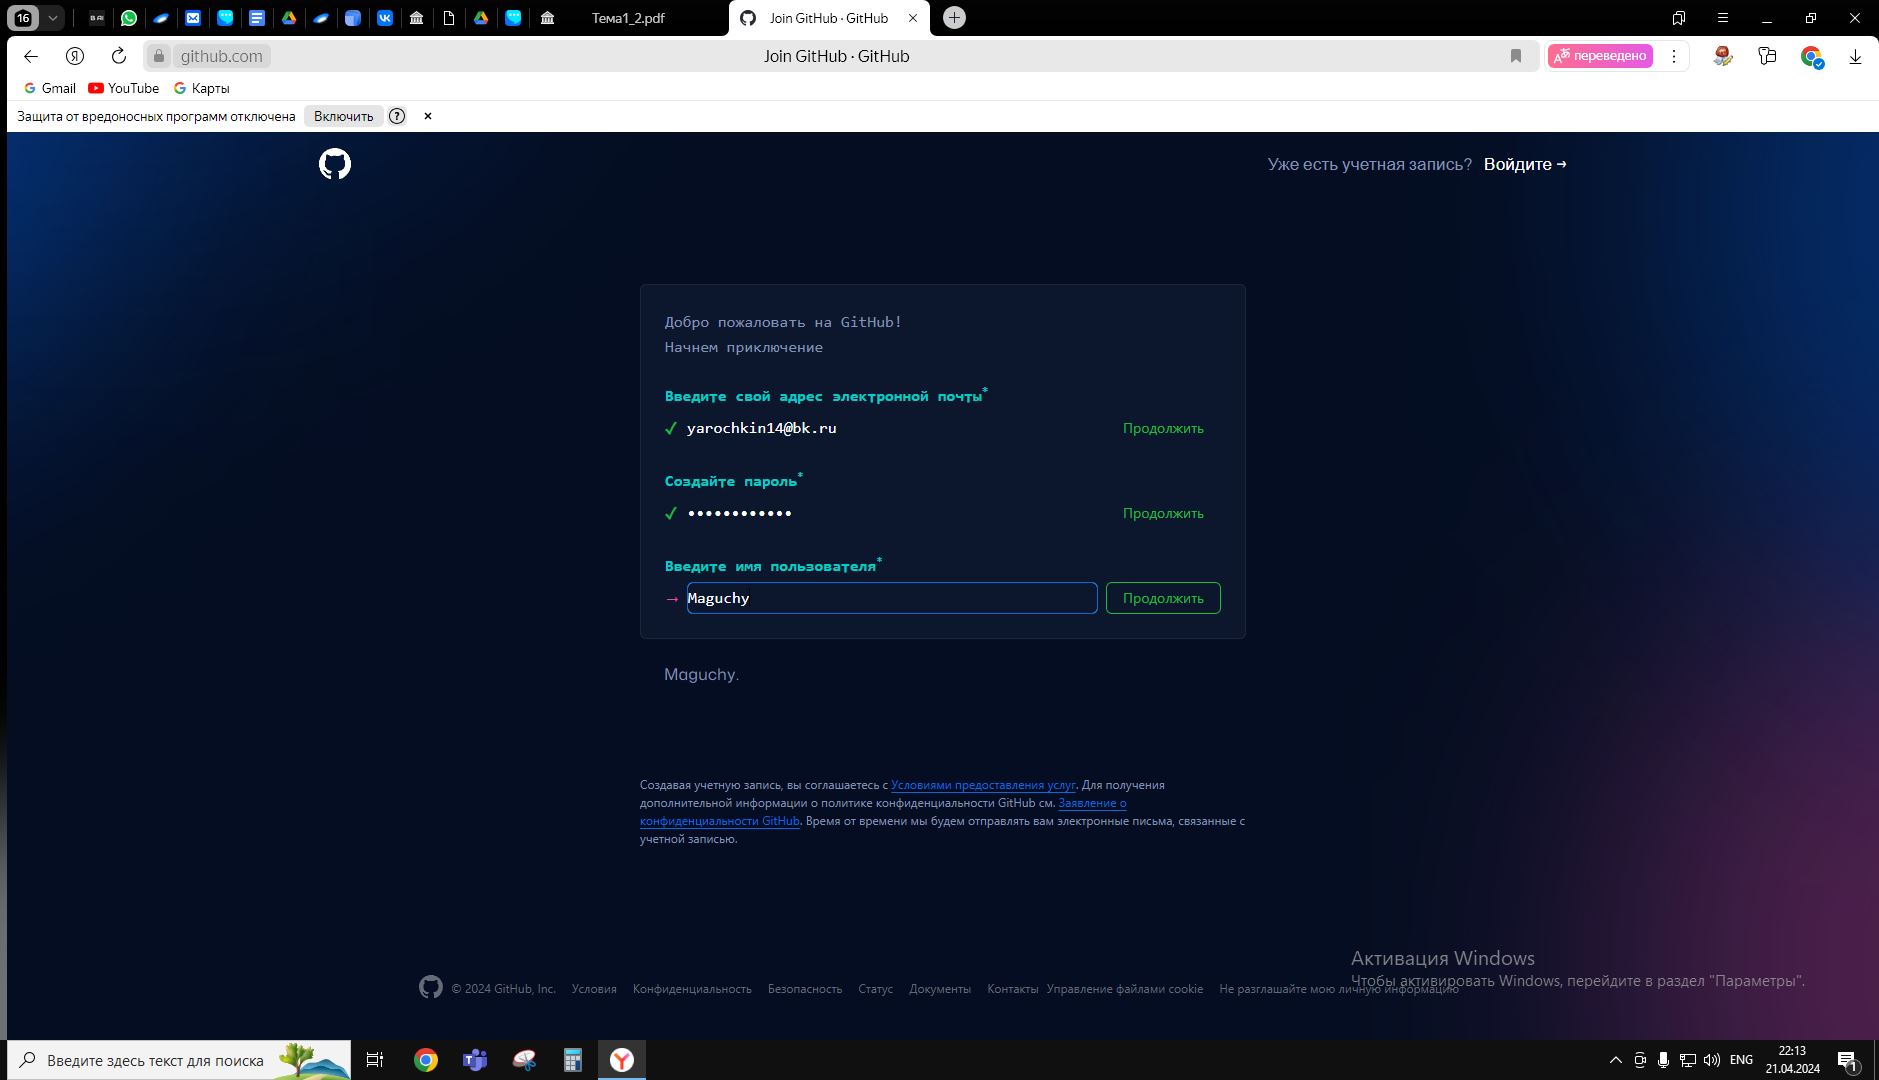 16
Тема1_2.pdf
Join GitHub · GitHub
github.com
Join GitHub · GitHub
переведено
Gmail
YouTube
Карты
Защита от вредоносных программ отключена
Включить
?
Уже есть учетная запись? Войдите →
Добро пожаловать на GitHub!
Начнем приключение
Введите свой адрес электронной почты*
yarochkin14@bk.ru
Продолжить
Создайте пароль*
••••••••••••
Продолжить
Введите имя пользователя*
→ Maguchy
Продолжить
Maguchy.
Создавая учетную запись, вы соглашаетесь с Условиями предоставления услуг. Для получения
дополнительной информации о политике конфиденциальности GitHub см. Заявление о
конфиденциальности GitHub. Время от времени мы будем отправлять вам электронные письма, связанные с
учетной записью.
Активация Windows
Чтобы активировать Windows, перейдите в раздел "Параметры".
© 2024 GitHub, Inc. Условия Конфиденциальность Безопасность Статус Документы Контакты Управление файлами cookie Не разглашайте мою личную информацию
Введите здесь текст для поиска
ENG
22:13
21.04.2024
1